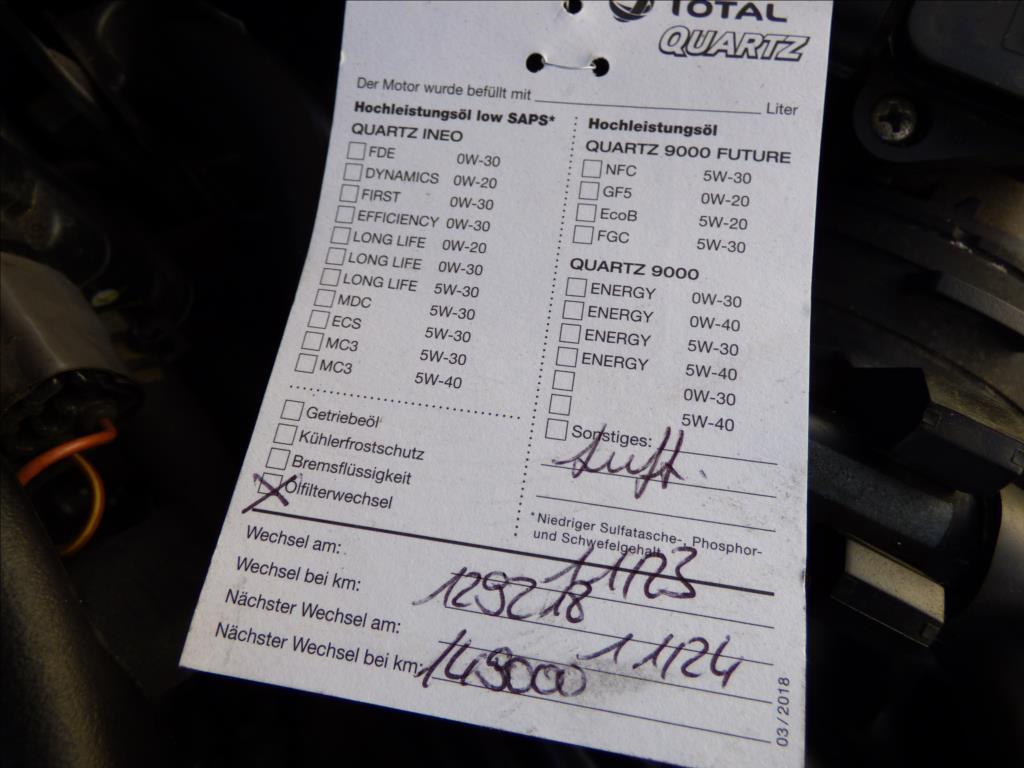 TOTAL
QUARTZ
Der Motor wurde befüllt mit Liter
Hochleistungsöl low SAPS*
QUARTZ INEO
FDE 0W-30
DYNAMICS 0W-20
FIRST 0W-30
EFFICIENCY 0W-30
LONG LIFE 0W-20
LONG LIFE 0W-30
LONG LIFE 5W-30
MDC 5W-30
ECS 5W-30
MC3 5W-30
MC3 5W-40
Getriebeöl
Kühlerfrostschutz
Bremsflüssigkeit
Ölfilterwechsel
Hochleistungsöl
QUARTZ 9000 FUTURE
NFC 5W-30
GF5 0W-20
EcoB 5W-20
FGC 5W-30
QUARTZ 9000
ENERGY 0W-30
ENERGY 0W-40
ENERGY 5W-30
ENERGY 5W-40
0W-30
5W-40
Sonstiges:
Luft.
*Niedriger Sulfatasche-, Phosphor-
und Schwefelgehalt
Wechsel am: 11/23
Wechsel bei km: 129218
Nächster Wechsel am: 11/24
Nächster Wechsel bei km: 149000
03/2018